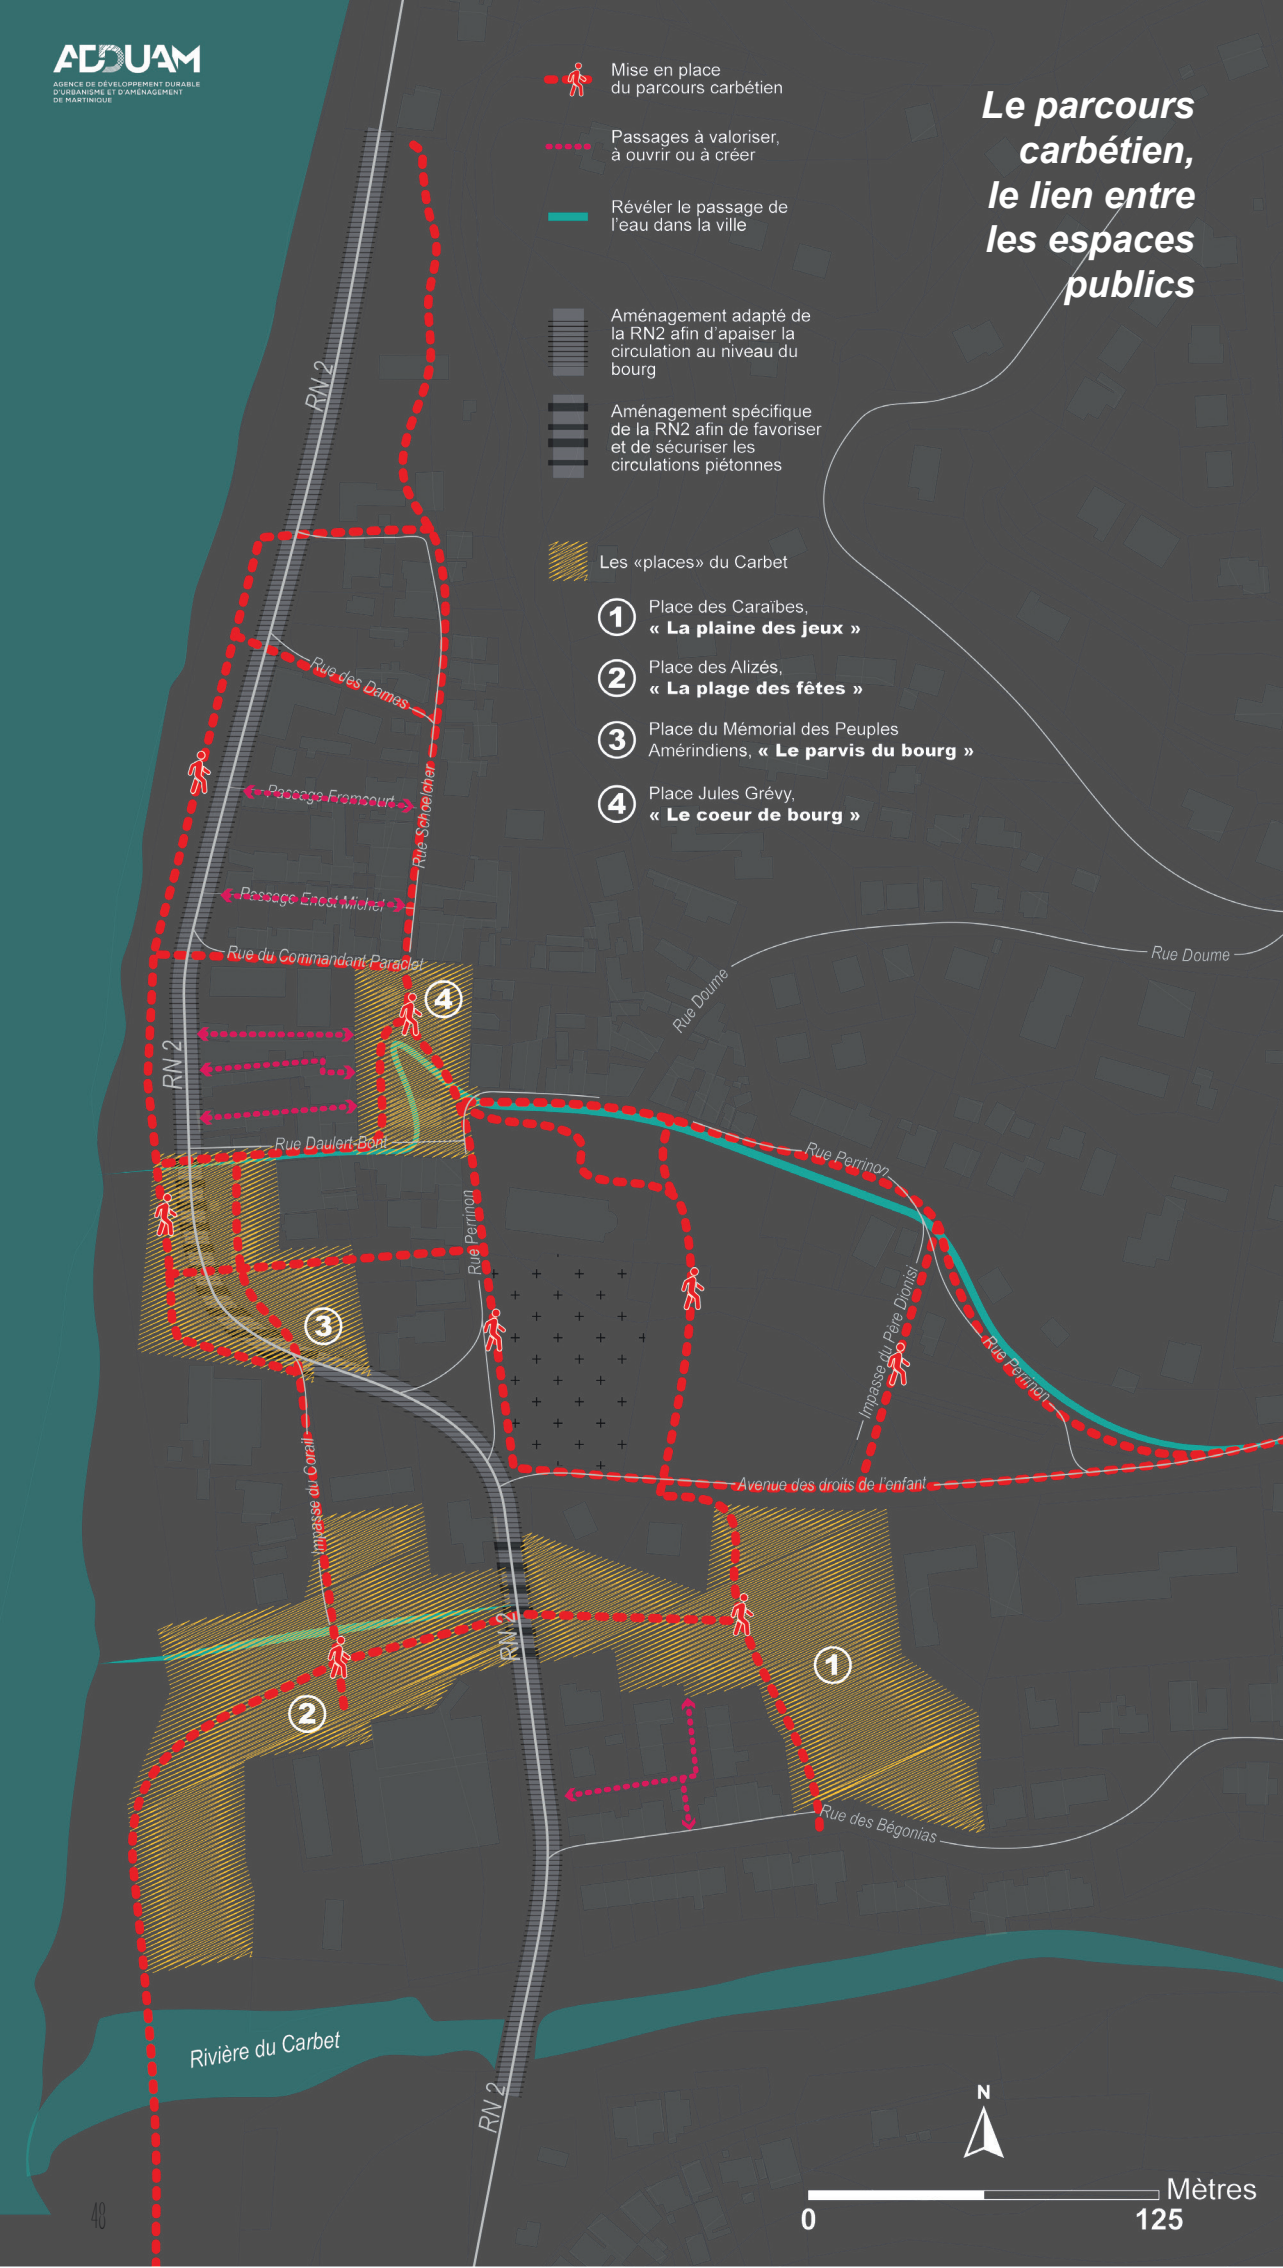 ADDUAM
AGENCE DE DÉVELOPPEMENT DURABLE
D'URBANISME ET D'AMÉNAGEMENT
DE MARTINIQUE
Le parcours
carbétien,
le lien entre
les espaces
publics
Mise en place
du parcours carbétien
Passages à valoriser,
à ouvrir ou à créer
Révéler le passage de
l'eau dans la ville
Aménagement adapté de
la RN2 afin d'apaiser la
circulation au niveau du
bourg
Aménagement spécifique
de la RN2 afin de favoriser
et de sécuriser les
circulations piétonnes
Les «places» du Carbet
1 Place des Caraïbes,
« La plaine des jeux »
2 Place des Alizés,
« La plage des fêtes »
3 Place du Mémorial des Peuples
Amérindiens, « Le parvis du bourg »
4 Place Jules Grévy,
« Le coeur de bourg »
RN 2
Rue des Dames
Passage Fromcourt
Rue Schoelcher
Passage Enost Michel
Rue du Commandant Paraclet
4
Rue Doume
Rue Doume
RN 2
Rue Daulert-Bont
Rue Perrinon
Rue Perrinon
3
Impasse du Père Dionisi
Rue Perrinon
Impasse du Corail
Avenue des droits de l'enfant
RN 2
1
2
Rue des Bégonias
Rivière du Carbet
RN 2
N
Mètres
0 125
48